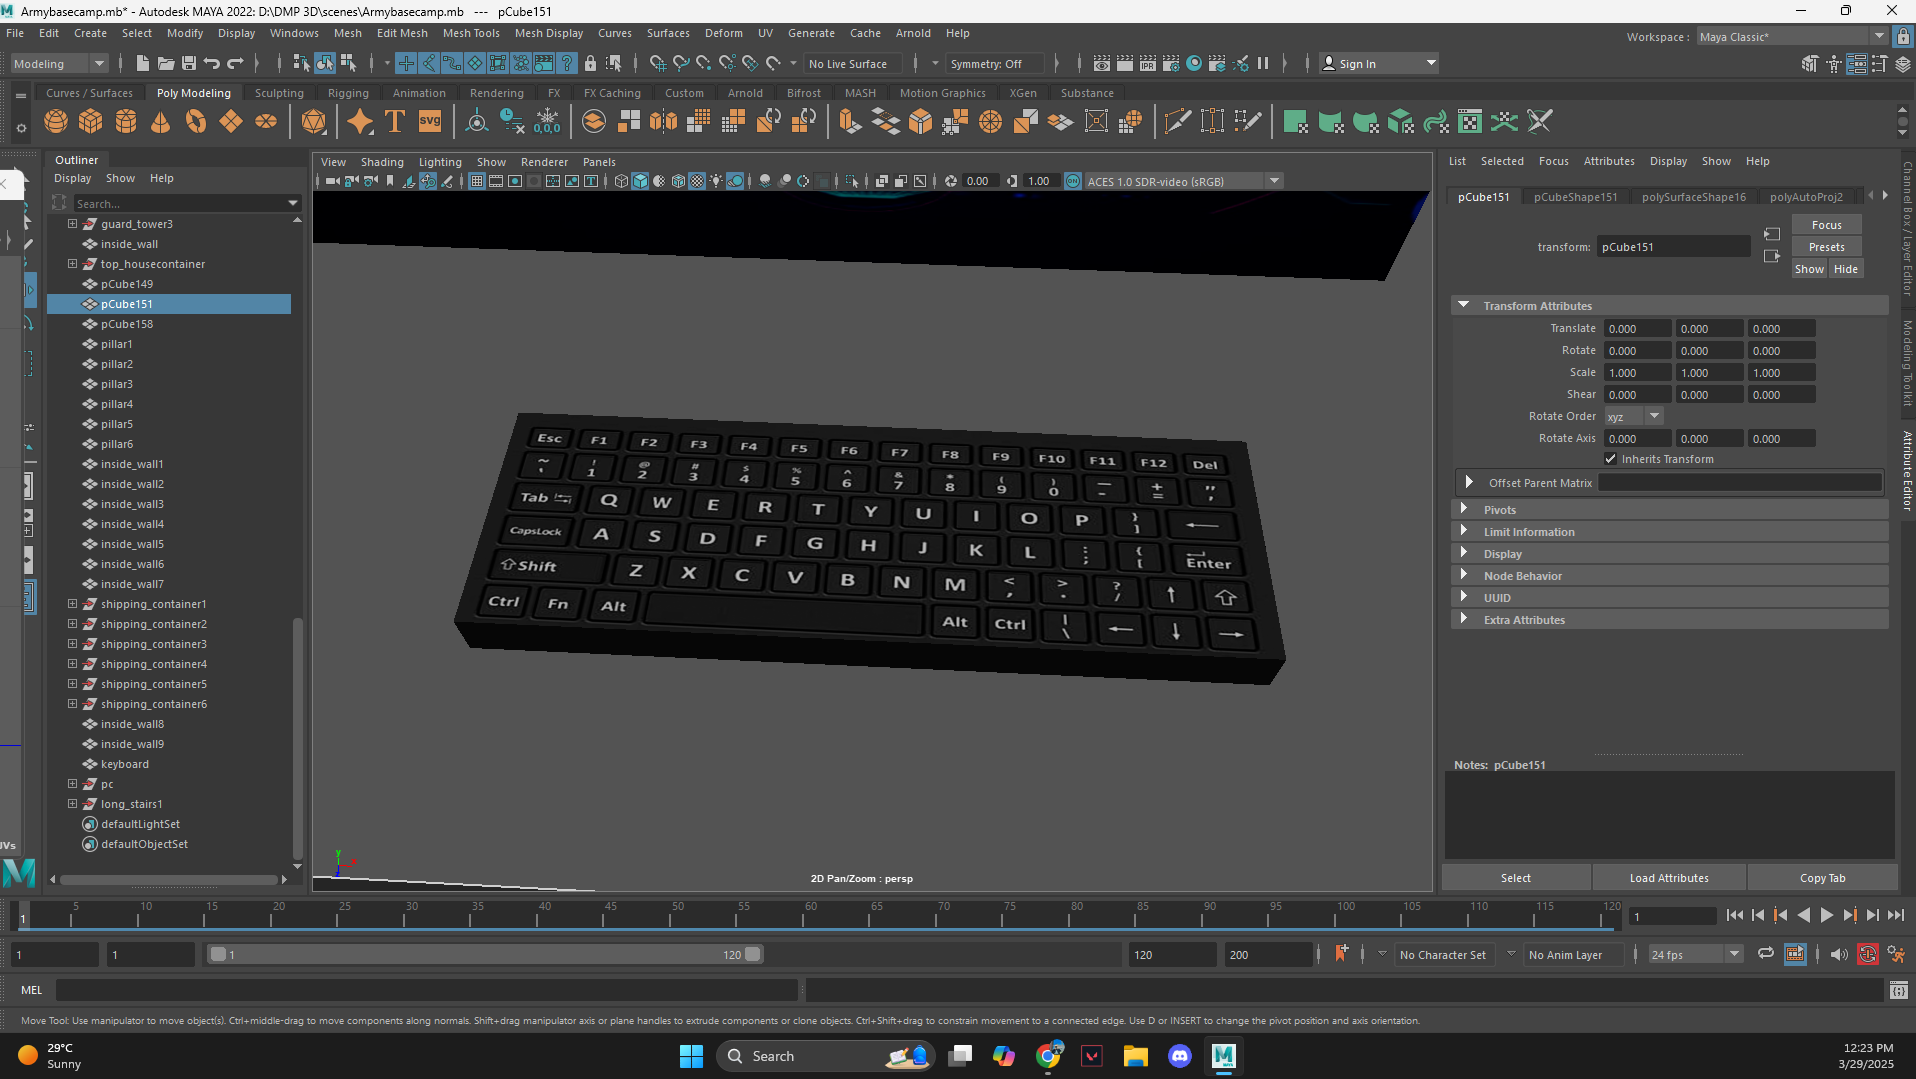 Armybasecamp.mb* - Autodesk MAYA 2022: D:\DMP 3D\scenes\Armybasecamp.mb --- pCube151
File Edit Create Select Modify Display Windows Mesh Edit Mesh Mesh Tools Mesh Display Curves Surfaces Deform UV Generate Cache Arnold Help
Workspace : Maya Classic*
Modeling No Live Surface Symmetry: Off Sign In
Curves / Surfaces Poly Modeling Sculpting Rigging Animation Rendering FX FX Caching Custom Arnold Bifrost MASH Motion Graphics XGen Substance
Outliner
Display Show Help
Search...
guard_tower3
inside_wall
top_housecontainer
pCube149
pCube151
pCube158
pillar1
pillar2
pillar3
pillar4
pillar5
pillar6
inside_wall1
inside_wall2
inside_wall3
inside_wall4
inside_wall5
inside_wall6
inside_wall7
shipping_container1
shipping_container2
shipping_container3
shipping_container4
shipping_container5
shipping_container6
inside_wall8
inside_wall9
keyboard
pc
long_stairs1
defaultLightSet
defaultObjectSet
View Shading Lighting Show Renderer Panels
0.00 1.00 ON ACES 1.0 SDR-video (sRGB)
Esc F1 F2 F3 F4 F5 F6 F7 F8 F9 F10 F11 F12 Del
~ ! @ # $ % ^ & * ( ) — +
` 1 2 3 4 5 6 7 8 9 0 - =
Tab Q W E R T Y U I O P } ]
CapsLock A S D F G H J K L : ; { [ Enter
Shift Z X C V B N M < , > . ? /
Ctrl Fn Alt Alt Ctrl | \
2D Pan/Zoom : persp
List Selected Focus Attributes Display Show Help
pCube151 pCubeShape151 polySurfaceShape16 polyAutoProj2
Focus
transform: pCube151
Presets
Show Hide
Transform Attributes
Translate 0.000 0.000 0.000
Rotate 0.000 0.000 0.000
Scale 1.000 1.000 1.000
Shear 0.000 0.000 0.000
Rotate Order xyz
Rotate Axis 0.000 0.000 0.000
Inherits Transform
Offset Parent Matrix
Pivots
Limit Information
Display
Node Behavior
UUID
Extra Attributes
Notes: pCube151
Select Load Attributes Copy Tab
Channel Box / Layer Editor
Modeling Toolkit
Attribute Editor
1 5 10 15 20 25 30 35 40 45 50 55 60 65 70 75 80 85 90 95 100 105 110 115 120 1
1 1 1 120 120 200 No Character Set No Anim Layer 24 fps
MEL
Move Tool: Use manipulator to move object(s). Ctrl+middle-drag to move components along normals. Shift+drag manipulator axis or plane handles to extrude components or clone objects. Ctrl+Shift+drag to constrain movement to a connected edge. Use D or INSERT to change the pivot position and axis orientation.
29°C
Sunny
Search
12:23 PM
3/29/2025